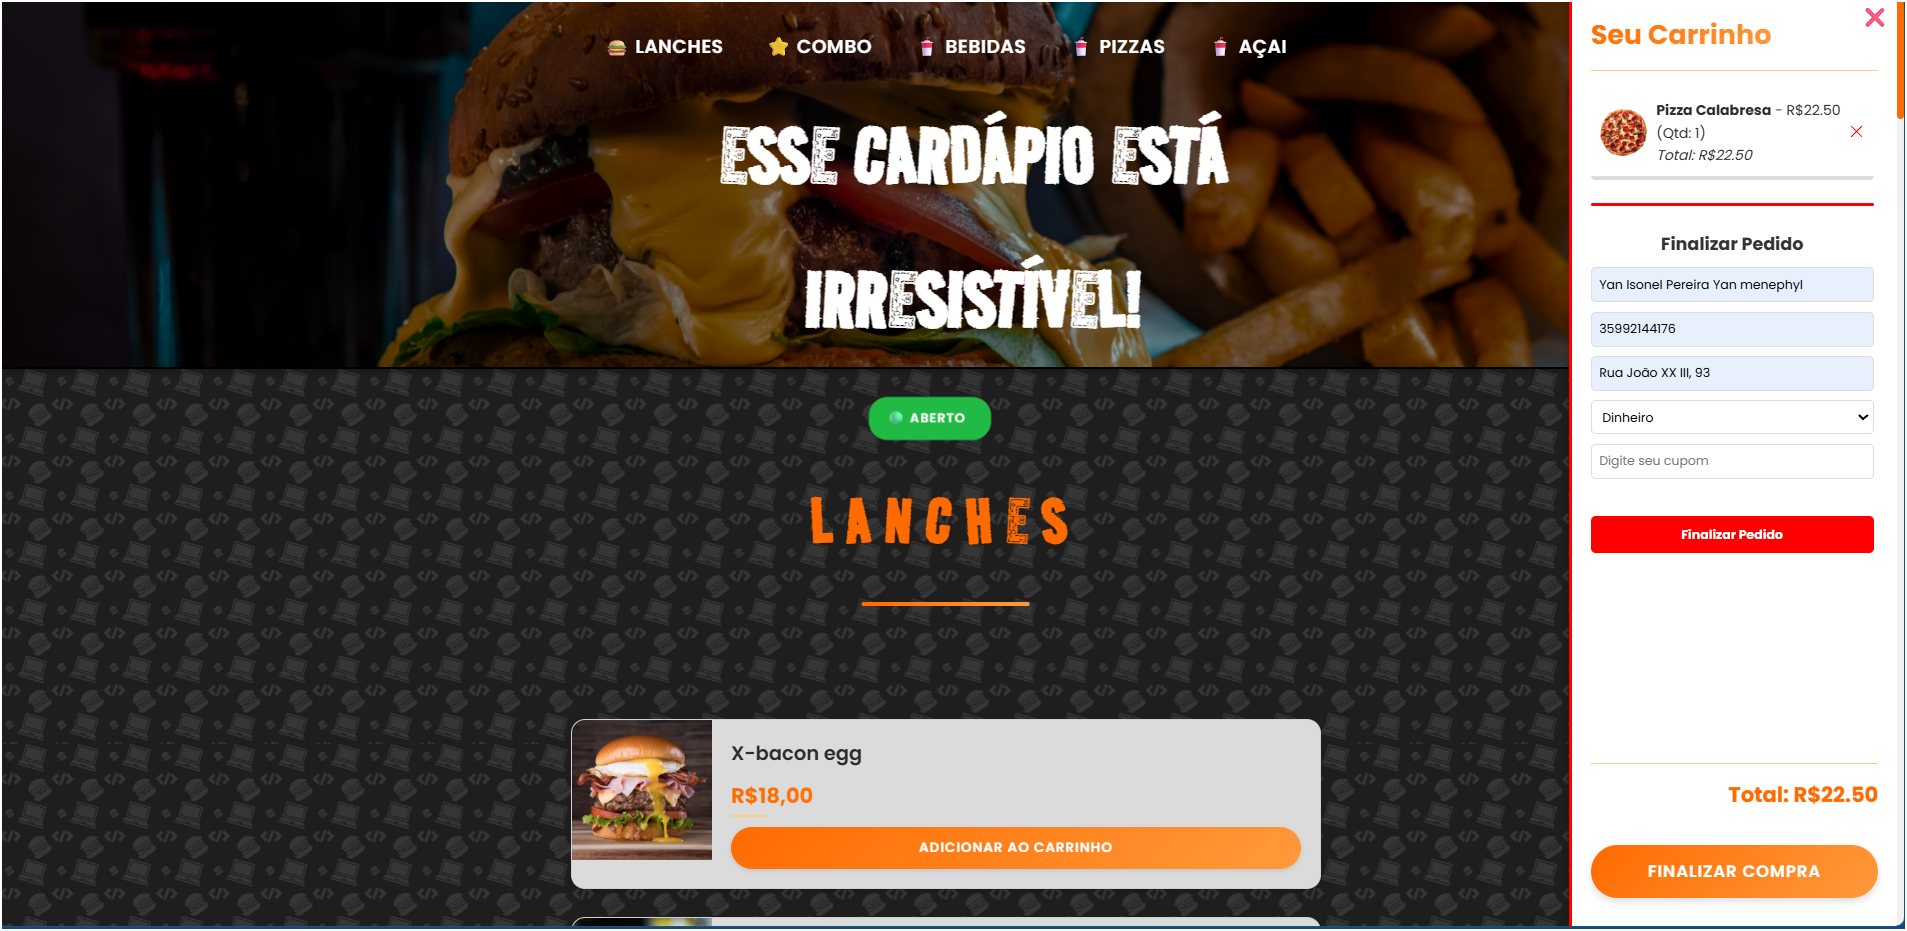 LANCHES
COMBO
BEBIDAS
PIZZAS
AÇAI
ESSE CARDÁPIO ESTÁ
IRRESISTÍVEL!
ABERTO
LANCHES
X-bacon egg
R$18,00
ADICIONAR AO CARRINHO
Seu Carrinho
Pizza Calabresa - R$22.50
(Qtd: 1)
Total: R$22.50
Finalizar Pedido
Yan Isonel Pereira Yan menephyl
35992144176
Rua João XX III, 93
Dinheiro
Digite seu cupom
Finalizar Pedido
Total: R$22.50
FINALIZAR COMPRA